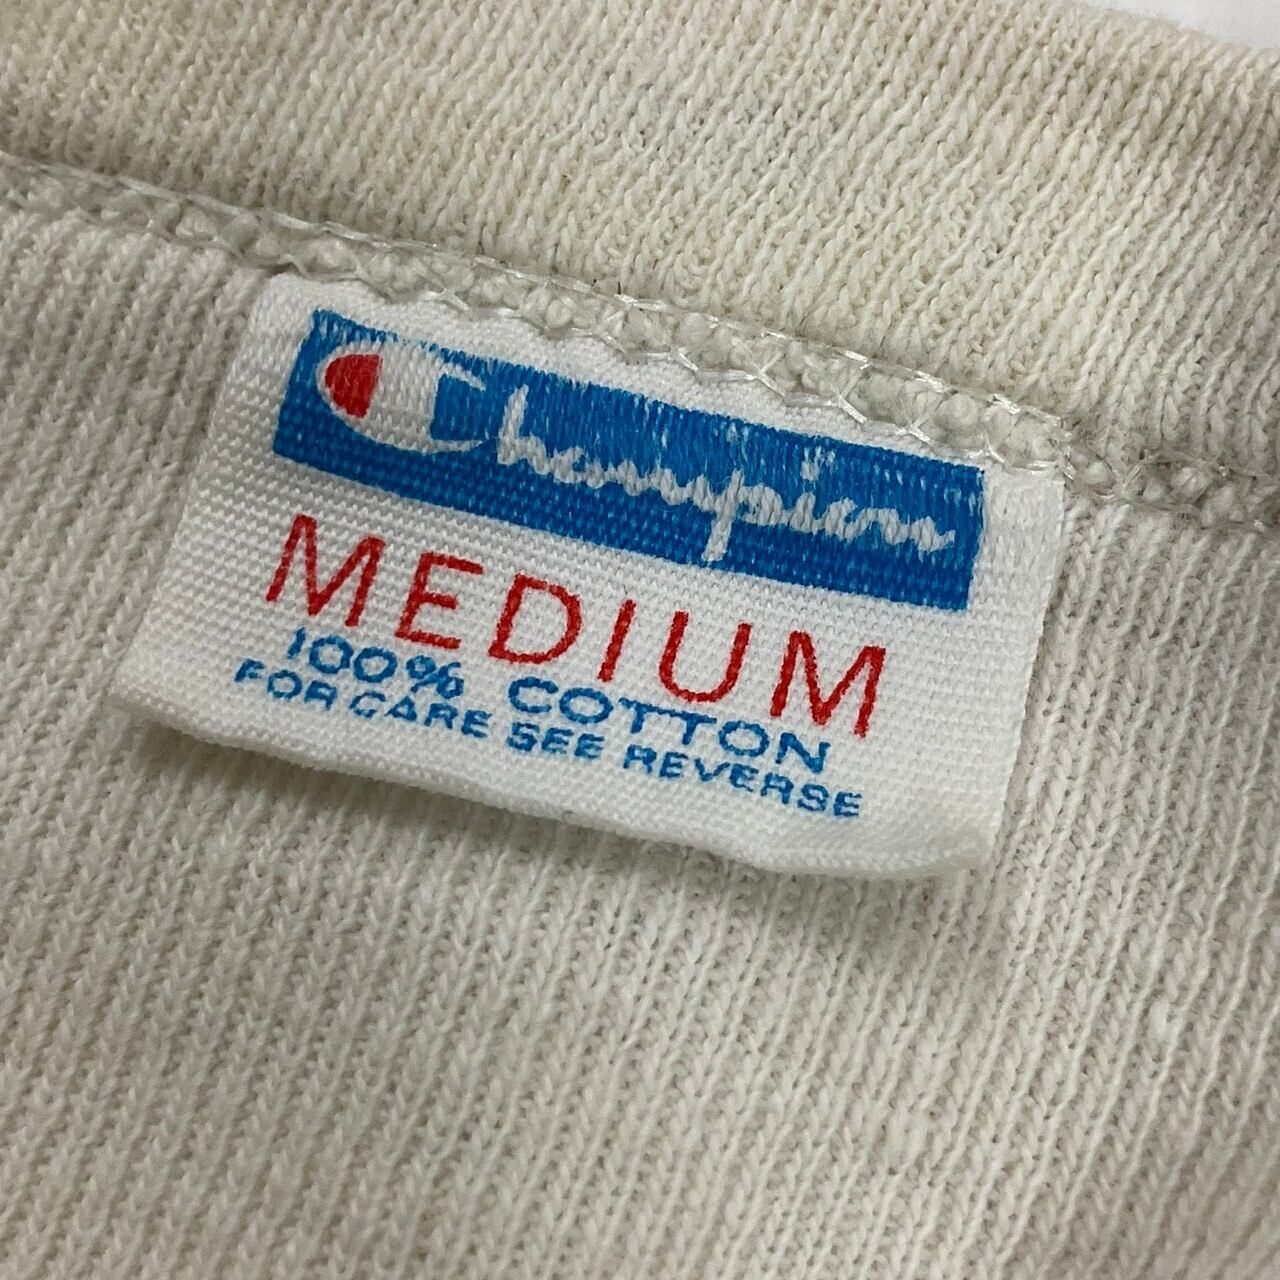 Champion
MEDIUM
100% COTTON
FOR CARE SEE REVERSE